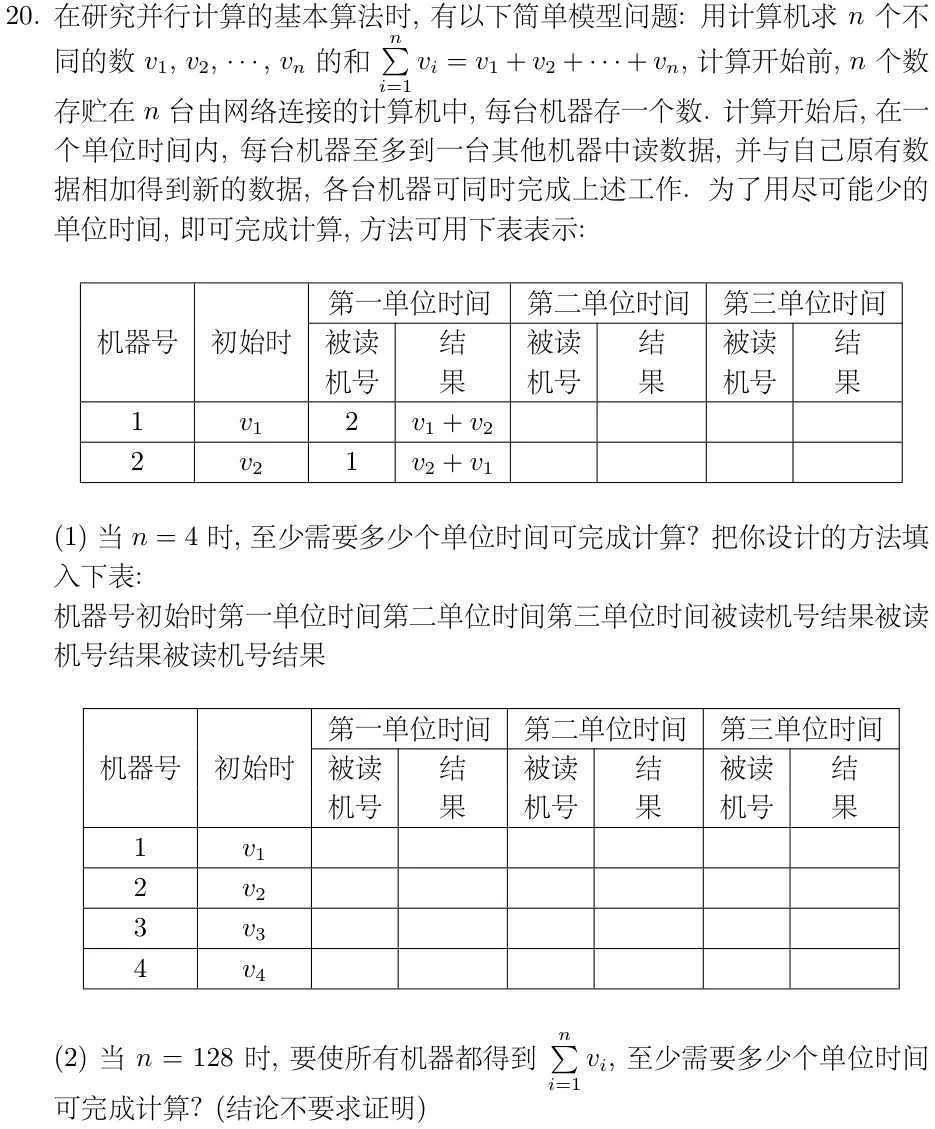 20. 在研究并行计算的基本算法时, 有以下简单模型问题: 用计算机求 n 个不
同的数 v₁, v₂, ···, vₙ 的和 \sum_{i=1}^{n} vᵢ = v₁ + v₂ + ··· + vₙ, 计算开始前, n 个数
存贮在 n 台由网络连接的计算机中, 每台机器存一个数. 计算开始后, 在一
个单位时间内, 每台机器至多到一台其他机器中读数据, 并与自己原有数
据相加得到新的数据, 各台机器可同时完成上述工作. 为了用尽可能少的
单位时间, 即可完成计算, 方法可用下表表示:
机器号 初始时 第一单位时间 第二单位时间 第三单位时间
被读 结 被读 结 被读 结
机号 果 机号 果 机号 果
1 v₁ 2 v₁ + v₂
2 v₂ 1 v₂ + v₁
(1) 当 n = 4 时, 至少需要多少个单位时间可完成计算? 把你设计的方法填
入下表:
机器号初始时第一单位时间第二单位时间第三单位时间被读机号结果被读
机号结果被读机号结果
机器号 初始时 第一单位时间 第二单位时间 第三单位时间
被读 结 被读 结 被读 结
机号 果 机号 果 机号 果
1 v₁
2 v₂
3 v₃
4 v₄
(2) 当 n = 128 时, 要使所有机器都得到 \sum_{i=1}^{n} vᵢ, 至少需要多少个单位时间
可完成计算? (结论不要求证明)